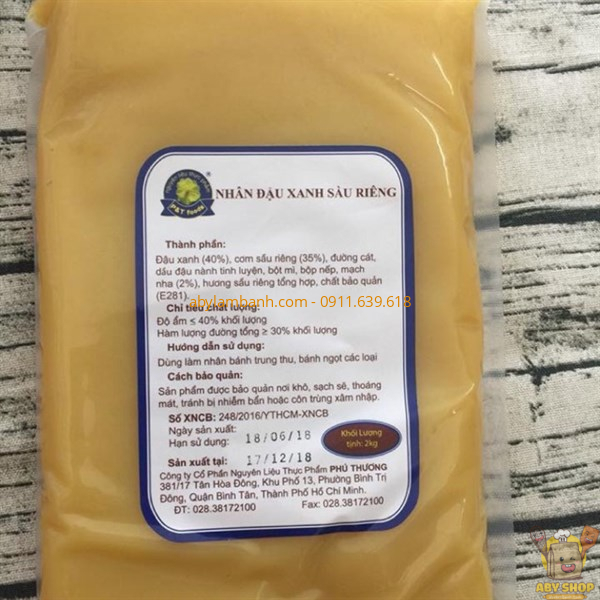 nguyên liệu thực phẩm
P&T foods
®
NHÂN ĐẬU XANH SẦU RIÊNG
Thành phần:
Đậu xanh (40%), cơm sầu riêng (35%), đường cát,
dầu đậu nành tinh luyện, bột mì, bộp nếp, mạch
nha (2%), hương sầu riêng tổng hợp, chất bảo quản
(E281).
abylambanh.com - 0911.639.618
Chỉ tiêu chất lượng:
Độ ẩm ≤ 40% khối lượng
Hàm lượng đường tổng ≥ 30% khối lượng
Hướng dẫn sử dụng:
Dùng làm nhân bánh trung thu, bánh ngọt các loại
Cách bảo quản:
Sản phẩm được bảo quản nơi khô, sạch sẽ, thoáng
mát, tránh bị nhiễm bẩn hoặc côn trùng xâm nhập.
Số XNCB: 248/2016/YTHCM-XNCB
Ngày sản xuất:
Hạn sử dụng: 18/06/18
17/12/18
Khối Lượng
tịnh: 2kg
Sản xuất tại:
Công ty Cổ Phần Nguyên Liệu Thực Phẩm PHÚ THƯƠNG
381/17 Tân Hòa Đông, Khu Phố 13, Phường Bình Trị
Đông, Quận Bình Tân, Thành Phố Hồ Chí Minh.
ĐT: 028.38172100 Fax: 028.38172100
ABY SHOP